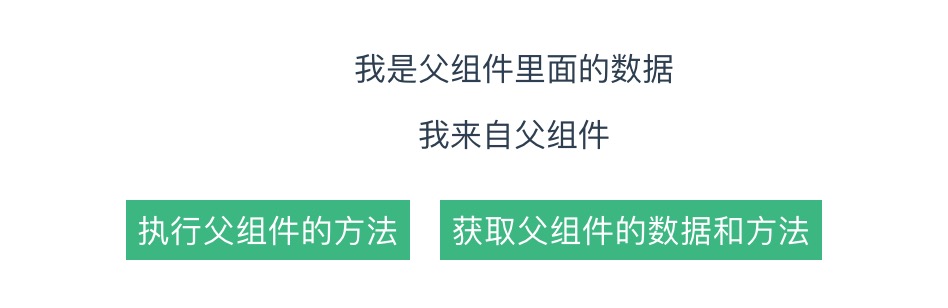 我是父组件里面的数据
我来自父组件
执行父组件的方法
获取父组件的数据和方法